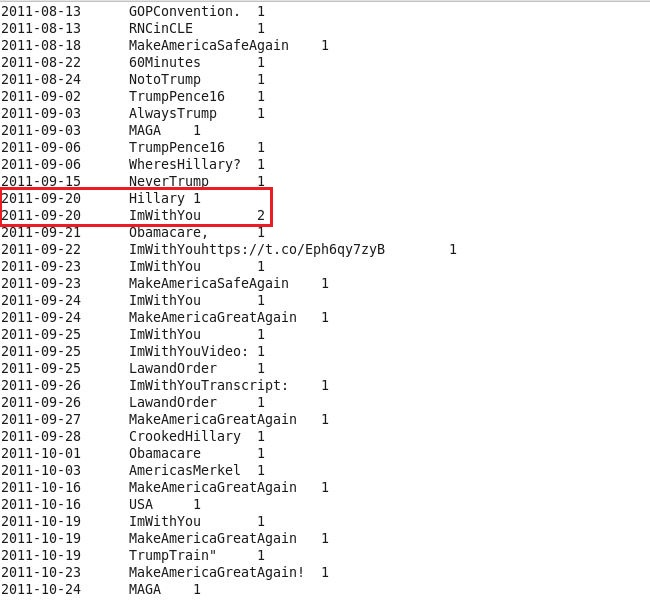 2011-08-13 GOPConvention. 1
2011-08-13 RNCinCLE 1
2011-08-18 MakeAmericaSafeAgain 1
2011-08-22 60Minutes 1
2011-08-24 NotoTrump 1
2011-09-02 TrumpPence16 1
2011-09-03 AlwaysTrump 1
2011-09-03 MAGA 1
2011-09-06 TrumpPence16 1
2011-09-06 WheresHillary? 1
2011-09-15 NeverTrump 1
2011-09-20 Hillary 1
2011-09-20 ImWithYou 2
2011-09-21 Obamacare, 1
2011-09-22 ImWithYouhttps://t.co/Eph6qy7zyB 1
2011-09-23 ImWithYou 1
2011-09-23 MakeAmericaSafeAgain 1
2011-09-24 ImWithYou 1
2011-09-24 MakeAmericaGreatAgain 1
2011-09-25 ImWithYou 1
2011-09-25 ImWithYouVideo: 1
2011-09-25 LawandOrder 1
2011-09-26 ImWithYouTranscript: 1
2011-09-26 LawandOrder 1
2011-09-27 MakeAmericaGreatAgain 1
2011-09-28 CrookedHillary 1
2011-10-01 Obamacare 1
2011-10-03 AmericasMerkel 1
2011-10-16 MakeAmericaGreatAgain 1
2011-10-16 USA 1
2011-10-19 ImWithYou 1
2011-10-19 MakeAmericaGreatAgain 1
2011-10-19 TrumpTrain" 1
2011-10-23 MakeAmericaGreatAgain! 1
2011-10-24 MAGA 1